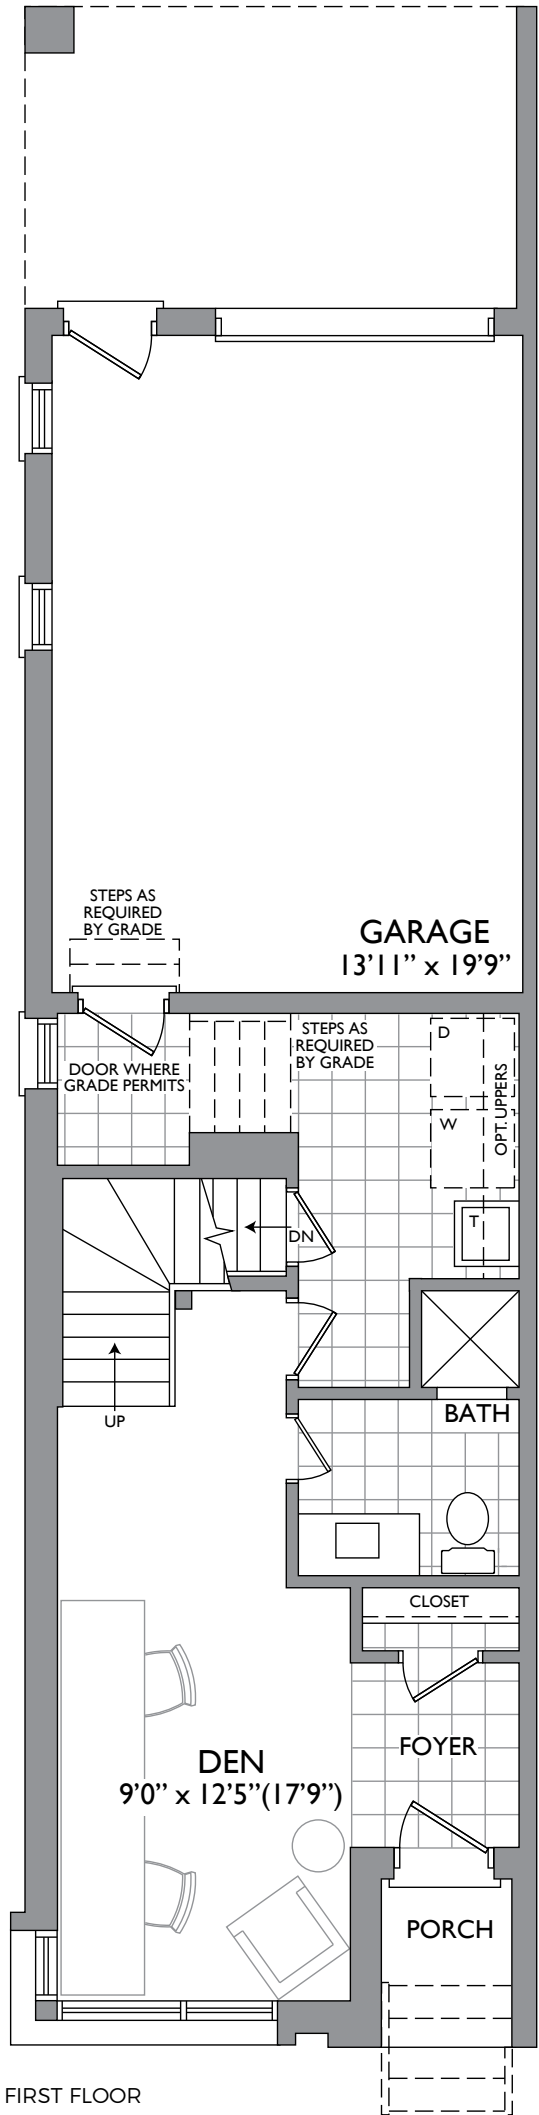 STEPS AS
REQUIRED
BY GRADE
GARAGE
13'11" x 19'9"
DOOR WHERE
GRADE PERMITS
STEPS AS
REQUIRED
BY GRADE
D
W
OPT. UPPERS
T
DN
UP
BATH
CLOSET
FOYER
DEN
9'0" x 12'5"(17'9")
PORCH
FIRST FLOOR